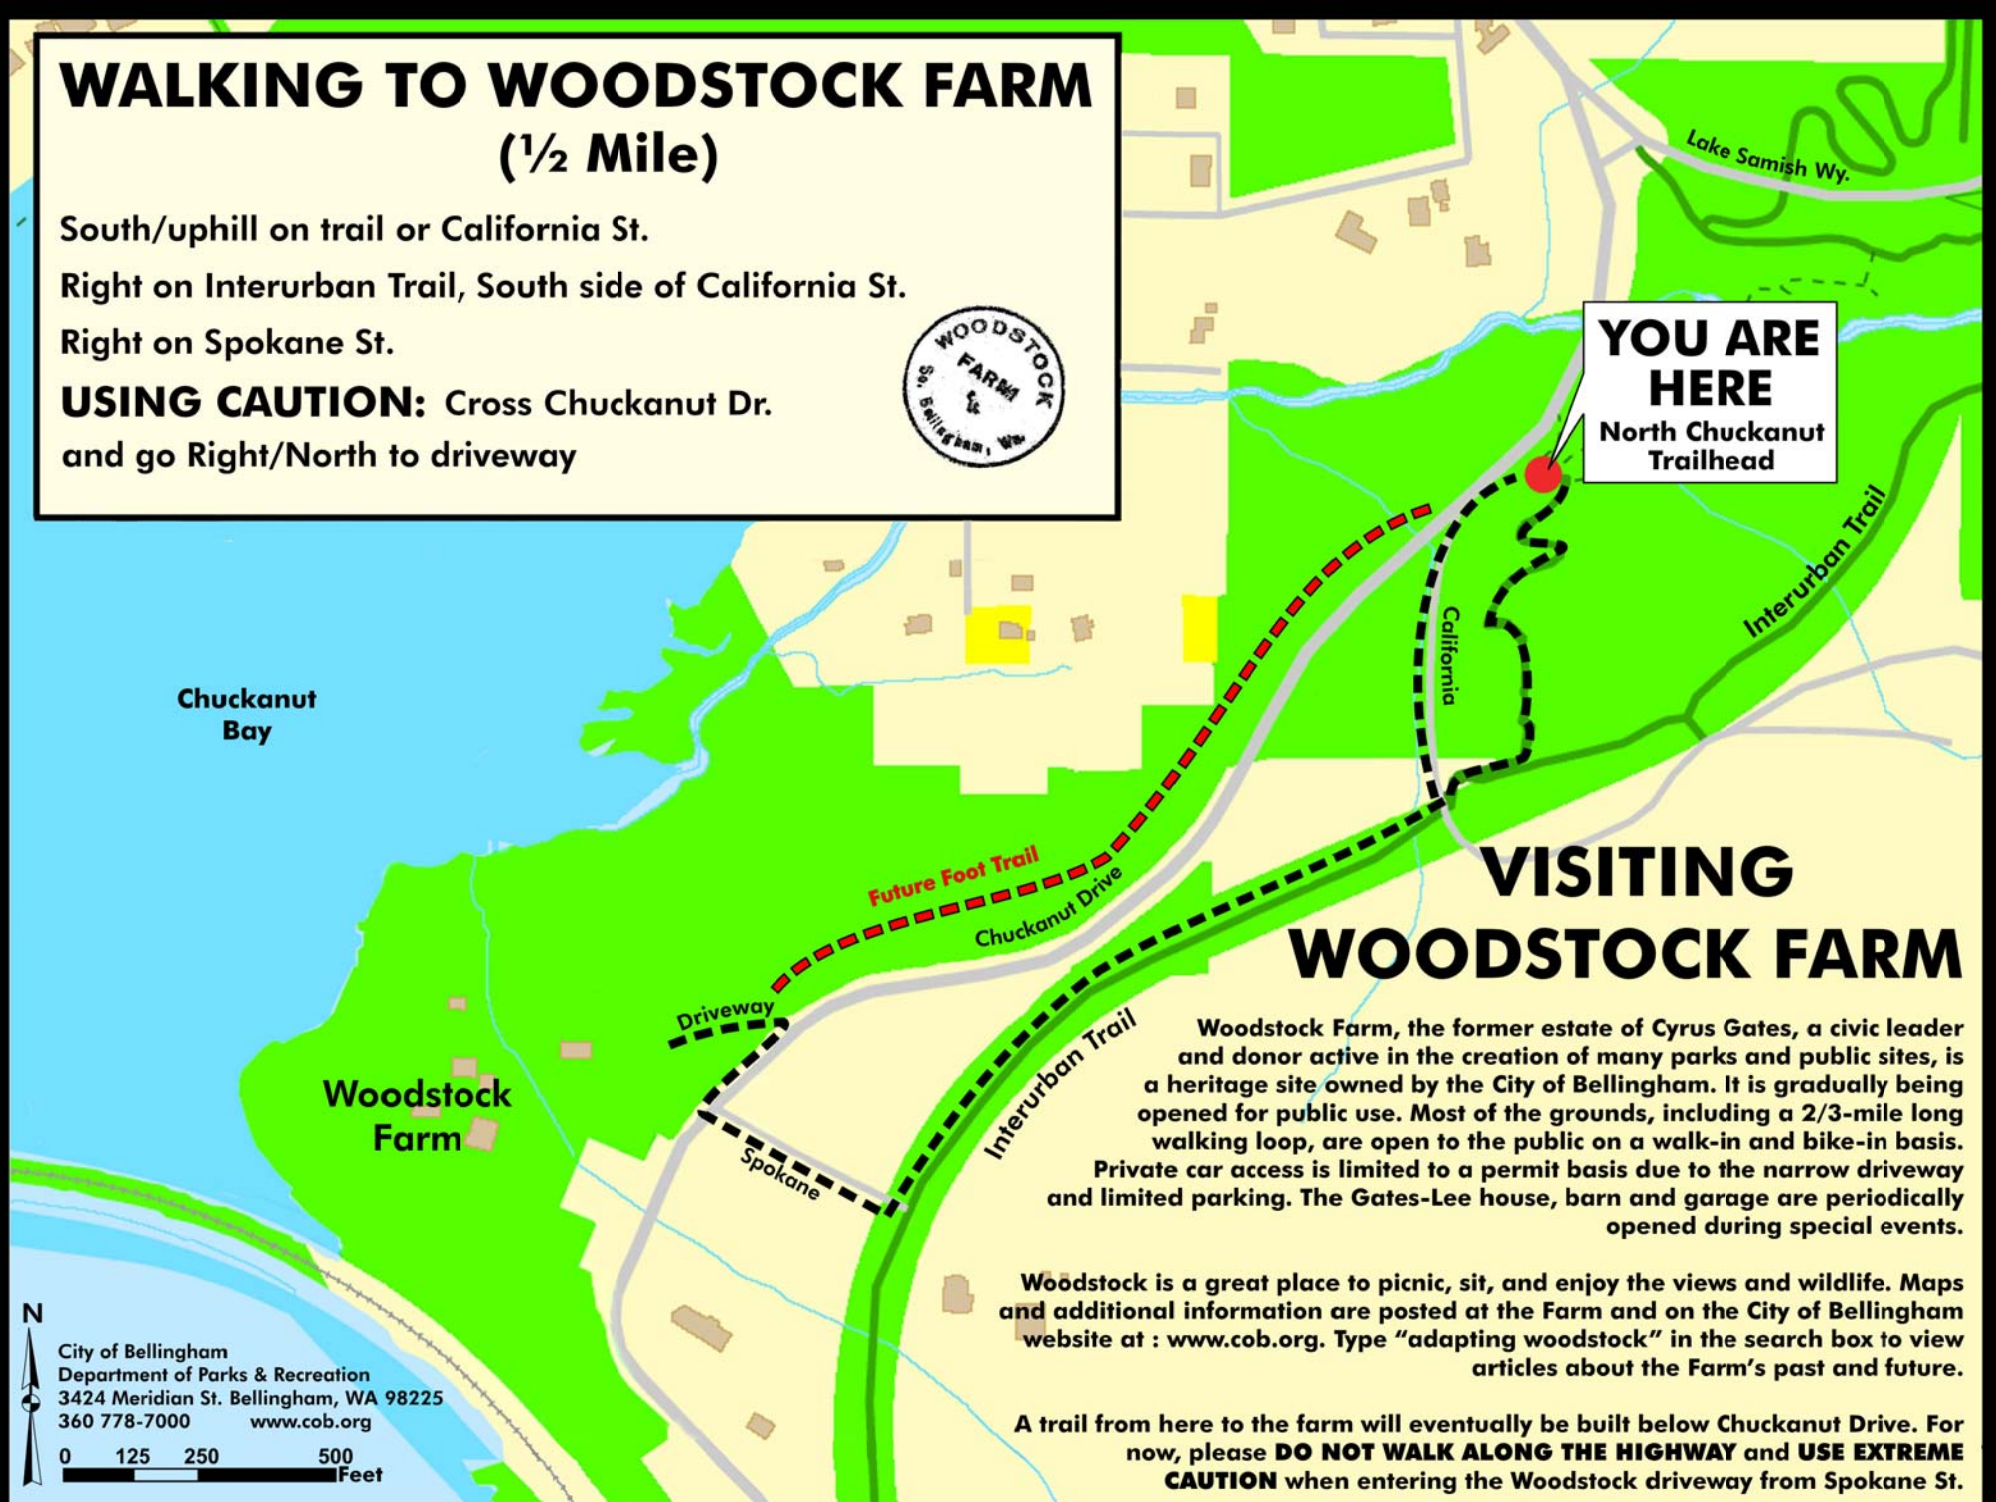 WALKING TO WOODSTOCK FARM
(½ Mile)
South/uphill on trail or California St.
Right on Interurban Trail, South side of California St.
Right on Spokane St.
USING CAUTION: Cross Chuckanut Dr.
and go Right/North to driveway
WOODSTOCK
FARM
So. Bellingham, Wn.
Lake Samish Wy.
YOU ARE
HERE
North Chuckanut
Trailhead
Interurban Trail
California
Chuckanut
Bay
Future Foot Trail
Chuckanut Drive
Driveway
Interurban Trail
Woodstock
Farm
Spokane
VISITING
WOODSTOCK FARM
Woodstock Farm, the former estate of Cyrus Gates, a civic leader
and donor active in the creation of many parks and public sites, is
a heritage site owned by the City of Bellingham. It is gradually being
opened for public use. Most of the grounds, including a 2/3-mile long
walking loop, are open to the public on a walk-in and bike-in basis.
Private car access is limited to a permit basis due to the narrow driveway
and limited parking. The Gates-Lee house, barn and garage are periodically
opened during special events.
Woodstock is a great place to picnic, sit, and enjoy the views and wildlife. Maps
and additional information are posted at the Farm and on the City of Bellingham
website at : www.cob.org. Type “adapting woodstock” in the search box to view
articles about the Farm’s past and future.
A trail from here to the farm will eventually be built below Chuckanut Drive. For
now, please DO NOT WALK ALONG THE HIGHWAY and USE EXTREME
CAUTION when entering the Woodstock driveway from Spokane St.
N
City of Bellingham
Department of Parks & Recreation
3424 Meridian St. Bellingham, WA 98225
360 778-7000 www.cob.org
0 125 250 500
Feet